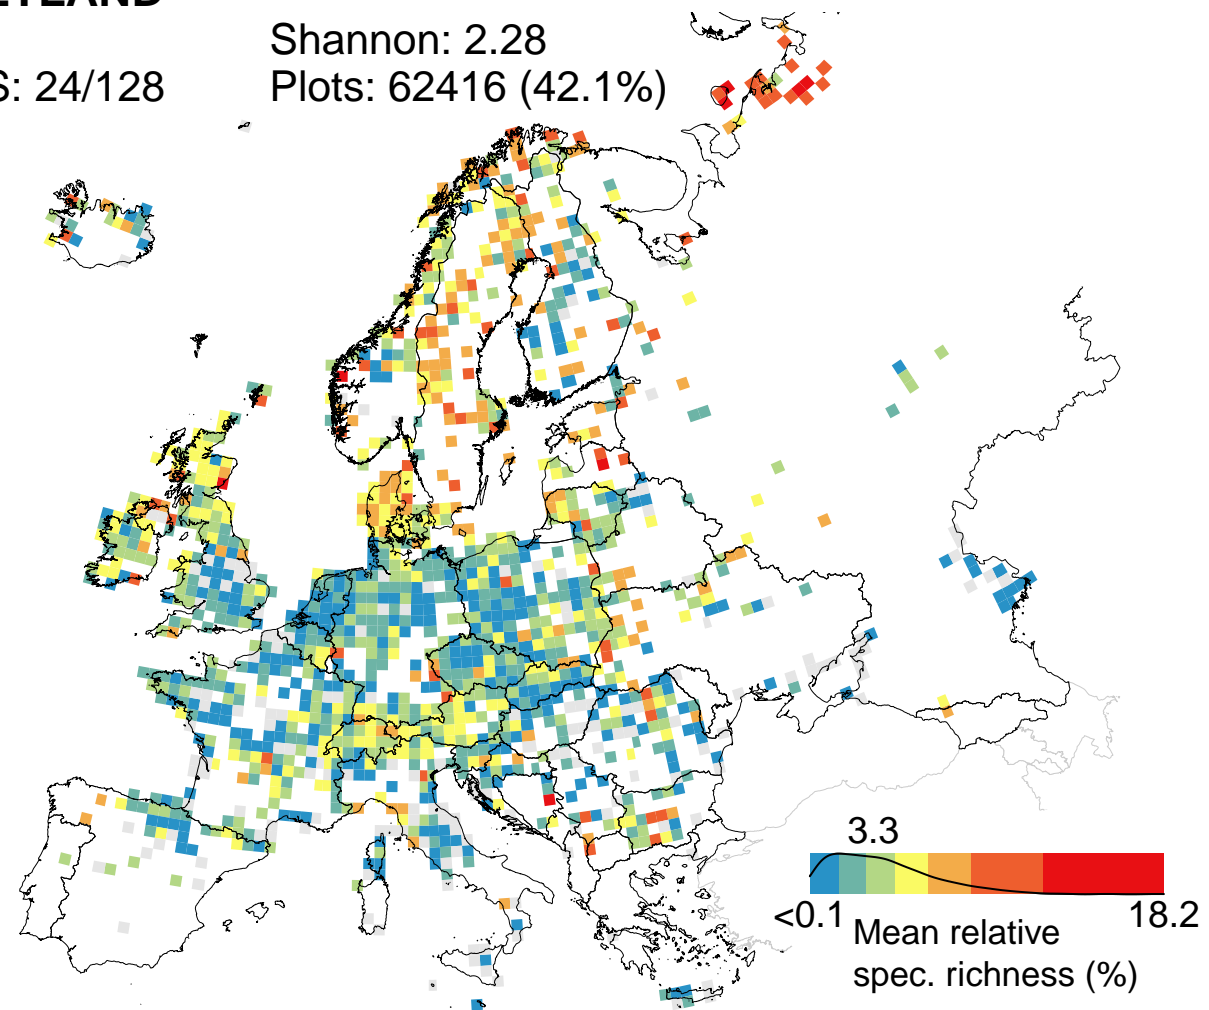 Shannon: 2.28
: 24/128
Plots: 62416 (42.1%)
3.3
<0.1
18.2
Mean relative
spec. richness (%)